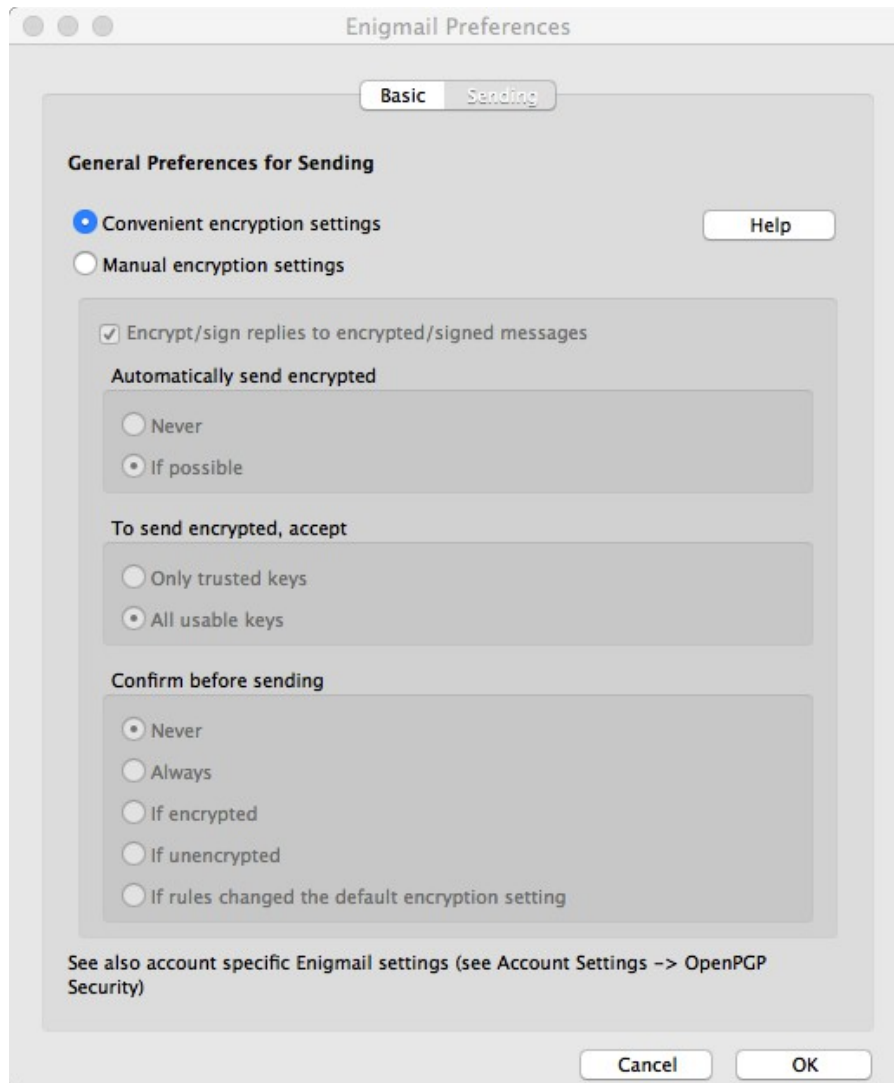 Enigmail Preferences
Basic Sending
General Preferences for Sending
Convenient encryption settings
Help
Manual encryption settings
Encrypt/sign replies to encrypted/signed messages
Automatically send encrypted
Never
If possible
To send encrypted, accept
Only trusted keys
All usable keys
Confirm before sending
Never
Always
If encrypted
If unencrypted
If rules changed the default encryption setting
See also account specific Enigmail settings (see Account Settings -> OpenPGP
Security)
Cancel OK